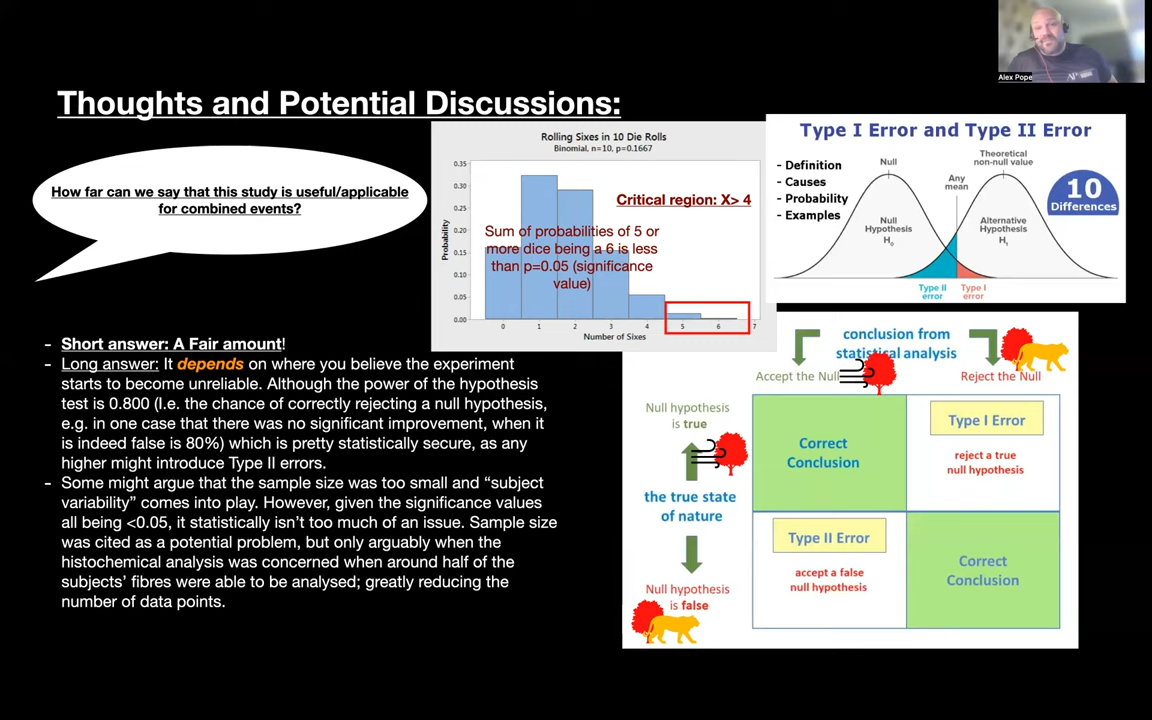 Alex Pope
Thoughts and Potential Discussions:
How far can we say that this study is useful/applicable
for combined events?
- Short answer: A Fair amount!
- Long answer: It depends on where you believe the experiment
starts to become unreliable. Although the power of the hypothesis
test is 0.800 (I.e. the chance of correctly rejecting a null hypothesis,
e.g. in one case that there was no significant improvement, when it
is indeed false is 80%) which is pretty statistically secure, as any
higher might introduce Type II errors.
- Some might argue that the sample size was too small and “subject
variability” comes into play. However, given the significance values
all being <0.05, it statistically isn’t too much of an issue. Sample size
was cited as a potential problem, but only arguably when the
histochemical analysis was concerned when around half of the
subjects’ fibres were able to be analysed; greatly reducing the
number of data points.
Rolling Sixes in 10 Die Rolls
Binomial, n=10, p=0.1667
Critical region: X> 4
Sum of probabilities of 5 or
more dice being a 6 is less
than p=0.05 (significance
value)
Probability
0.35
0.30
0.25
0.20
0.15
0.10
0.05
0.00
0 1 2 3 4 5 6 7
Number of Sixes
Type I Error and Type II Error
- Definition
- Causes
- Probability
- Examples
Null
Theoretical
non-null value
Any
mean
10
Differences
Null
Hypothesis
H0
Alternative
Hypothesis
H1
Type II
error
Type I
error
conclusion from
statistical analysis
Accept the Null
Reject the Null
Null hypothesis
is true
Correct
Conclusion
Type I Error
reject a true
null hypothesis
the true state
of nature
Type II Error
accept a false
null hypothesis
Correct
Conclusion
Null hypothesis
is false